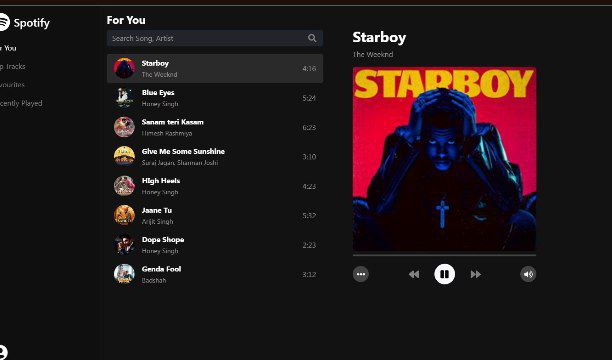 Spotify
r You
p Tracks
vourites
cently Played
For You
Search Song, Artist
Starboy
The Weeknd
4:16
Blue Eyes
Honey Singh
5:24
Sanam teri Kasam
Himesh Rashmiya
6:23
Give Me Some Sunshine
Suraj Jagan, Sharman Joshi
3:10
HIgh Heels
Honey Singh
4:23
Jaane Tu
Arijit Singh
5:32
Dope Shope
Honey Singh
2:23
Genda Fool
Badshah
3:12
Starboy
The Weeknd
STARBOY